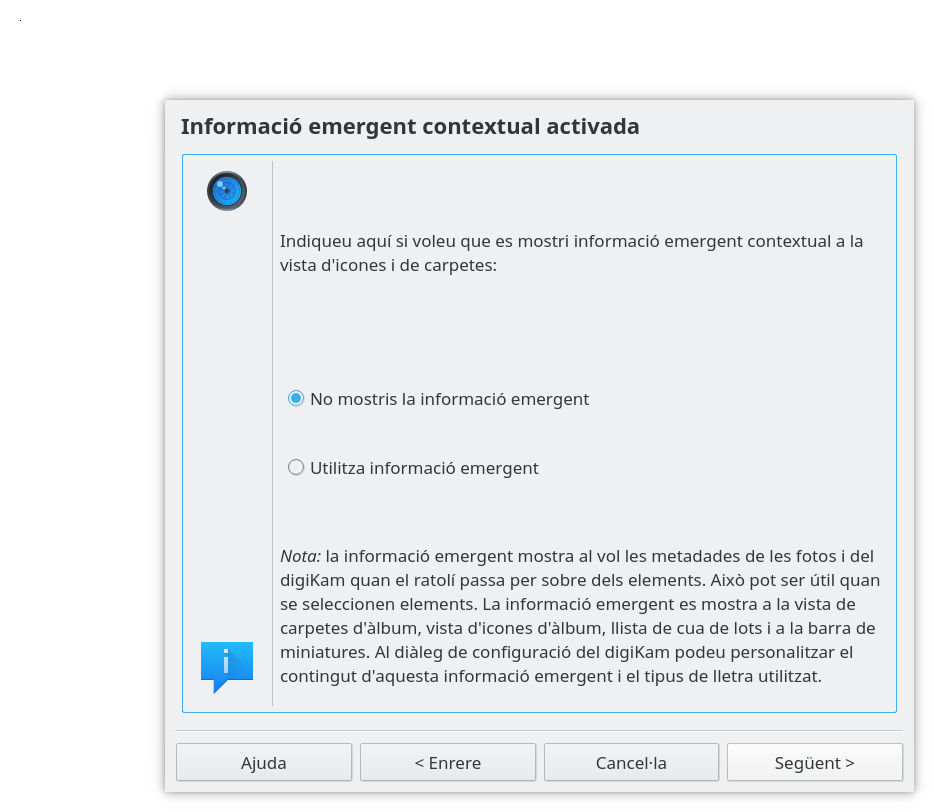 Informació emergent contextual activada
Indiqueu aquí si voleu que es mostri informació emergent contextual a la
vista d'icones i de carpetes:
No mostris la informació emergent
Utilitza informació emergent
Nota: la informació emergent mostra al vol les metadades de les fotos i del
digiKam quan el ratolí passa per sobre dels elements. Això pot ser útil quan
se seleccionen elements. La informació emergent es mostra a la vista de
carpetes d'àlbum, vista d'icones d'àlbum, llista de cua de lots i a la barra de
miniatures. Al diàleg de configuració del digiKam podeu personalitzar el
contingut d'aquesta informació emergent i el tipus de lletra utilitzat.
Ajuda
< Enrere
Cancel·la
Següent >